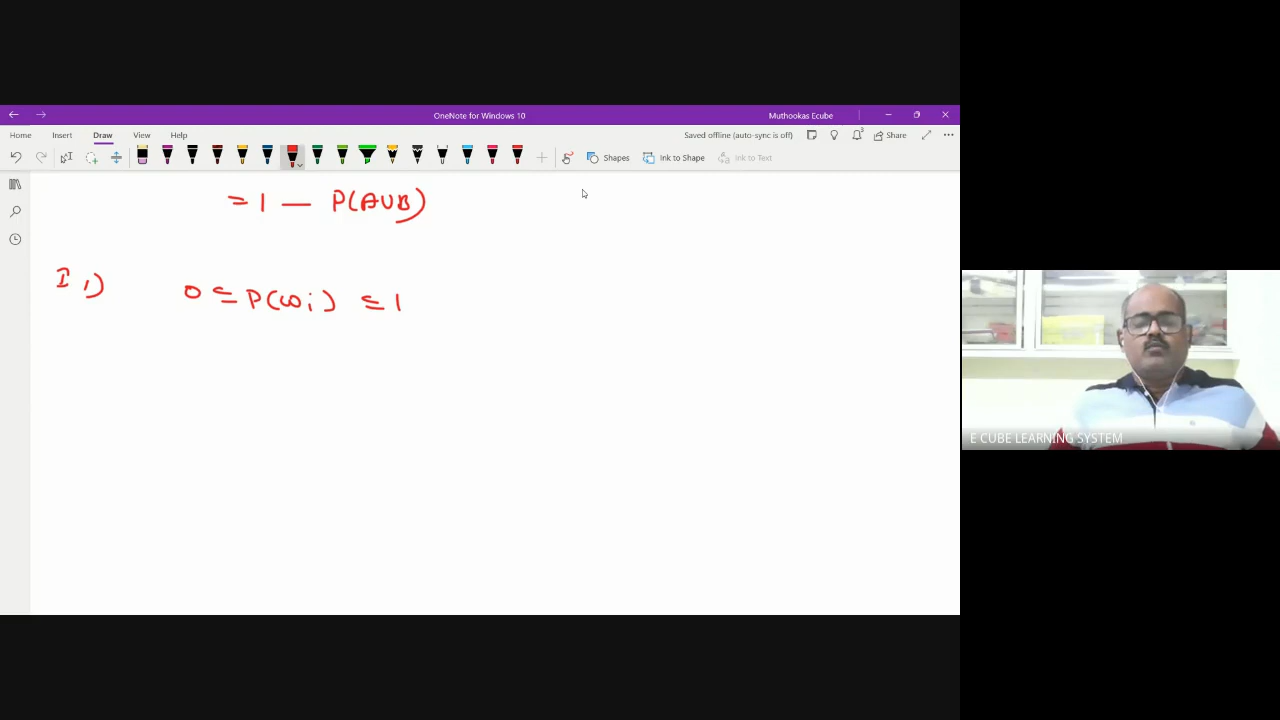 OneNote for Windows 10
Muthookas Ecube
Home Insert Draw View Help
Saved offline (auto-sync is off)
Share
Shapes
Ink to Shape
Ink to Text
= 1 — P(A∪B)
I 1) 0 ≤ P(ωi) ≤ 1
E CUBE LEARNING SYSTEM